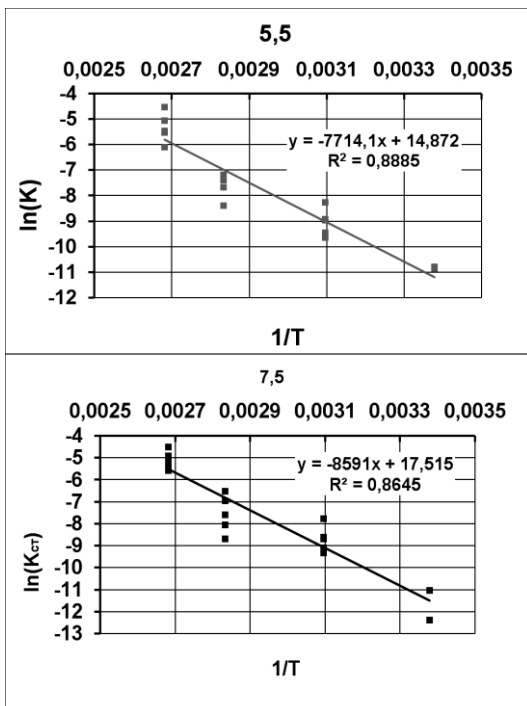 5,5
0,0025 0,0027 0,0029 0,0031 0,0033 0,0035
-4
-5
-6
-7
-8
-9
-10
-11
-12
y = -7714,1x + 14,872
R² = 0,8885
ln(K)
1/T
7,5
0,0025 0,0027 0,0029 0,0031 0,0033 0,0035
-4
-5
-6
-7
-8
-9
-10
-11
-12
-13
y = -8591x + 17,515
R² = 0,8645
ln(Kст)
1/T